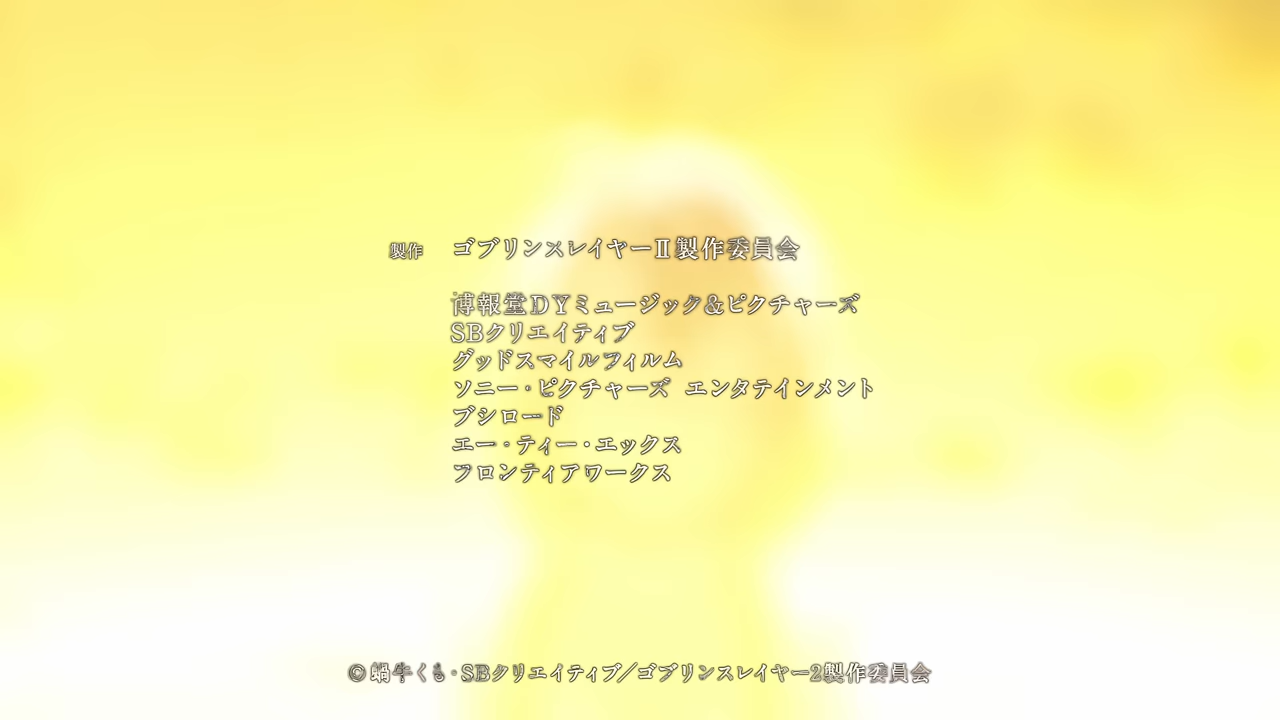 製作 ゴブリンスレイヤーⅡ製作委員会
博報堂DYミュージック&ピクチャーズ
SBクリエイティブ
グッドスマイルフィルム
ソニー・ピクチャーズ エンタテインメント
ブシロード
エー・ティー・エックス
フロンティアワークス
©蝸牛くも・SBクリエイティブ/ゴブリンスレイヤー2製作委員会